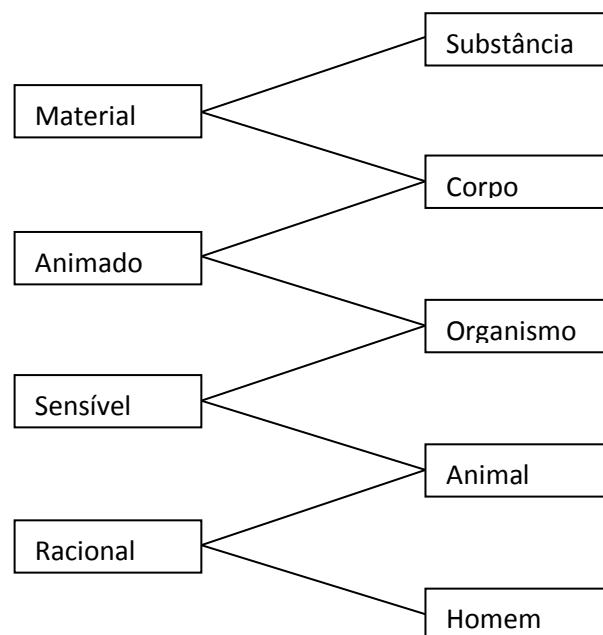 Substância
Material
Corpo
Animado
Organismo
Sensível
Animal
Racional
Homem